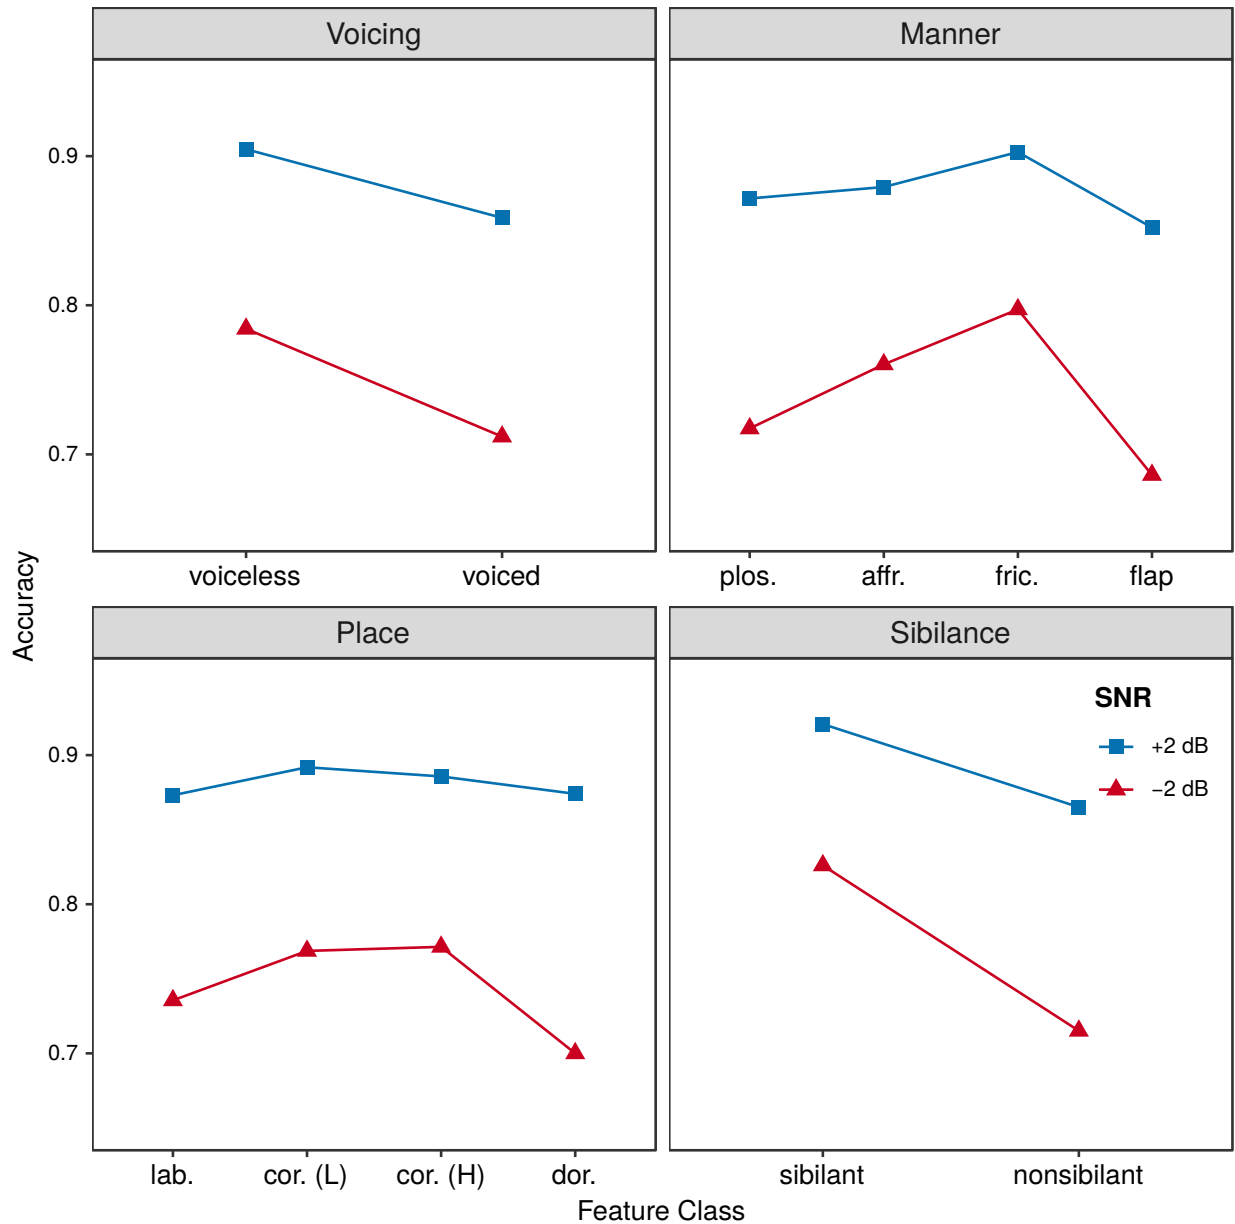 Voicing
Manner
0.9
0.8
0.7
voiceless voiced
plos. affr. fric. flap
Accuracy
Place
Sibilance
SNR
+2 dB
−2 dB
0.9
0.8
0.7
lab. cor. (L) cor. (H) dor.
sibilant nonsibilant
Feature Class